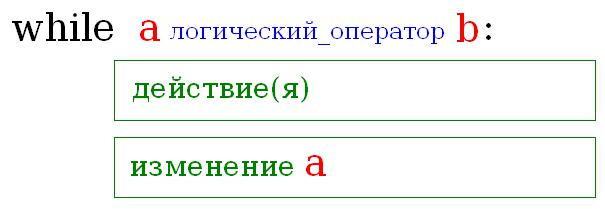 while a логический_оператор b:
действие(я)
изменение a